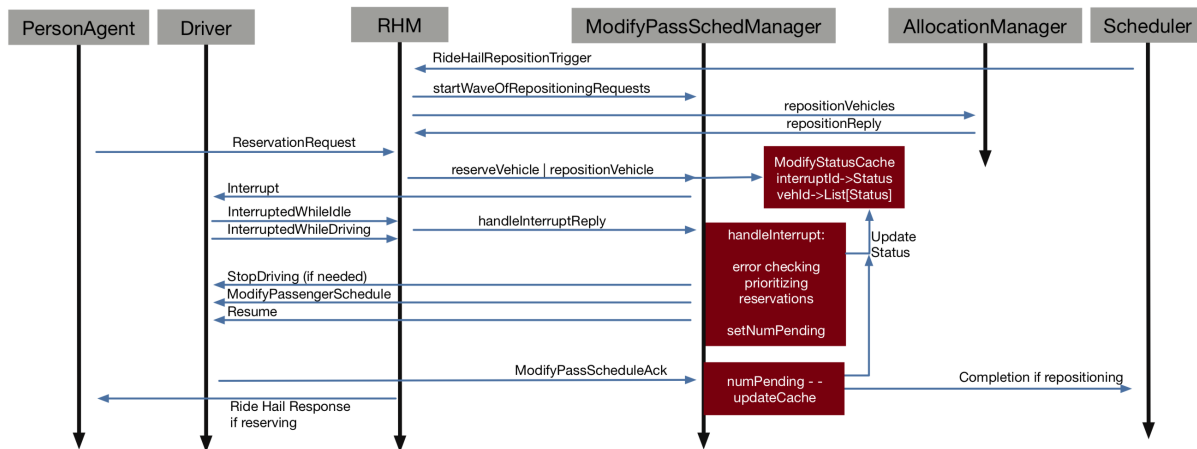 PersonAgent
Driver
RHM
ModifyPassSchedManager
AllocationManager
Scheduler
RideHailRepositionTrigger
startWaveOfRepositioningRequests
repositionVehicles
repositionReply
ReservationRequest
reserveVehicle | repositionVehicle
ModifyStatusCache
interruptId->Status
vehId->List[Status]
Interrupt
InterruptedWhileIdle
InterruptedWhileDriving
handleInterruptReply
handleInterrupt:
error checking
prioritizing
reservations
setNumPending
Update
Status
StopDriving (if needed)
ModifyPassengerSchedule
Resume
ModifyPassScheduleAck
numPending - -
updateCache
Completion if repositioning
Ride Hail Response
if reserving